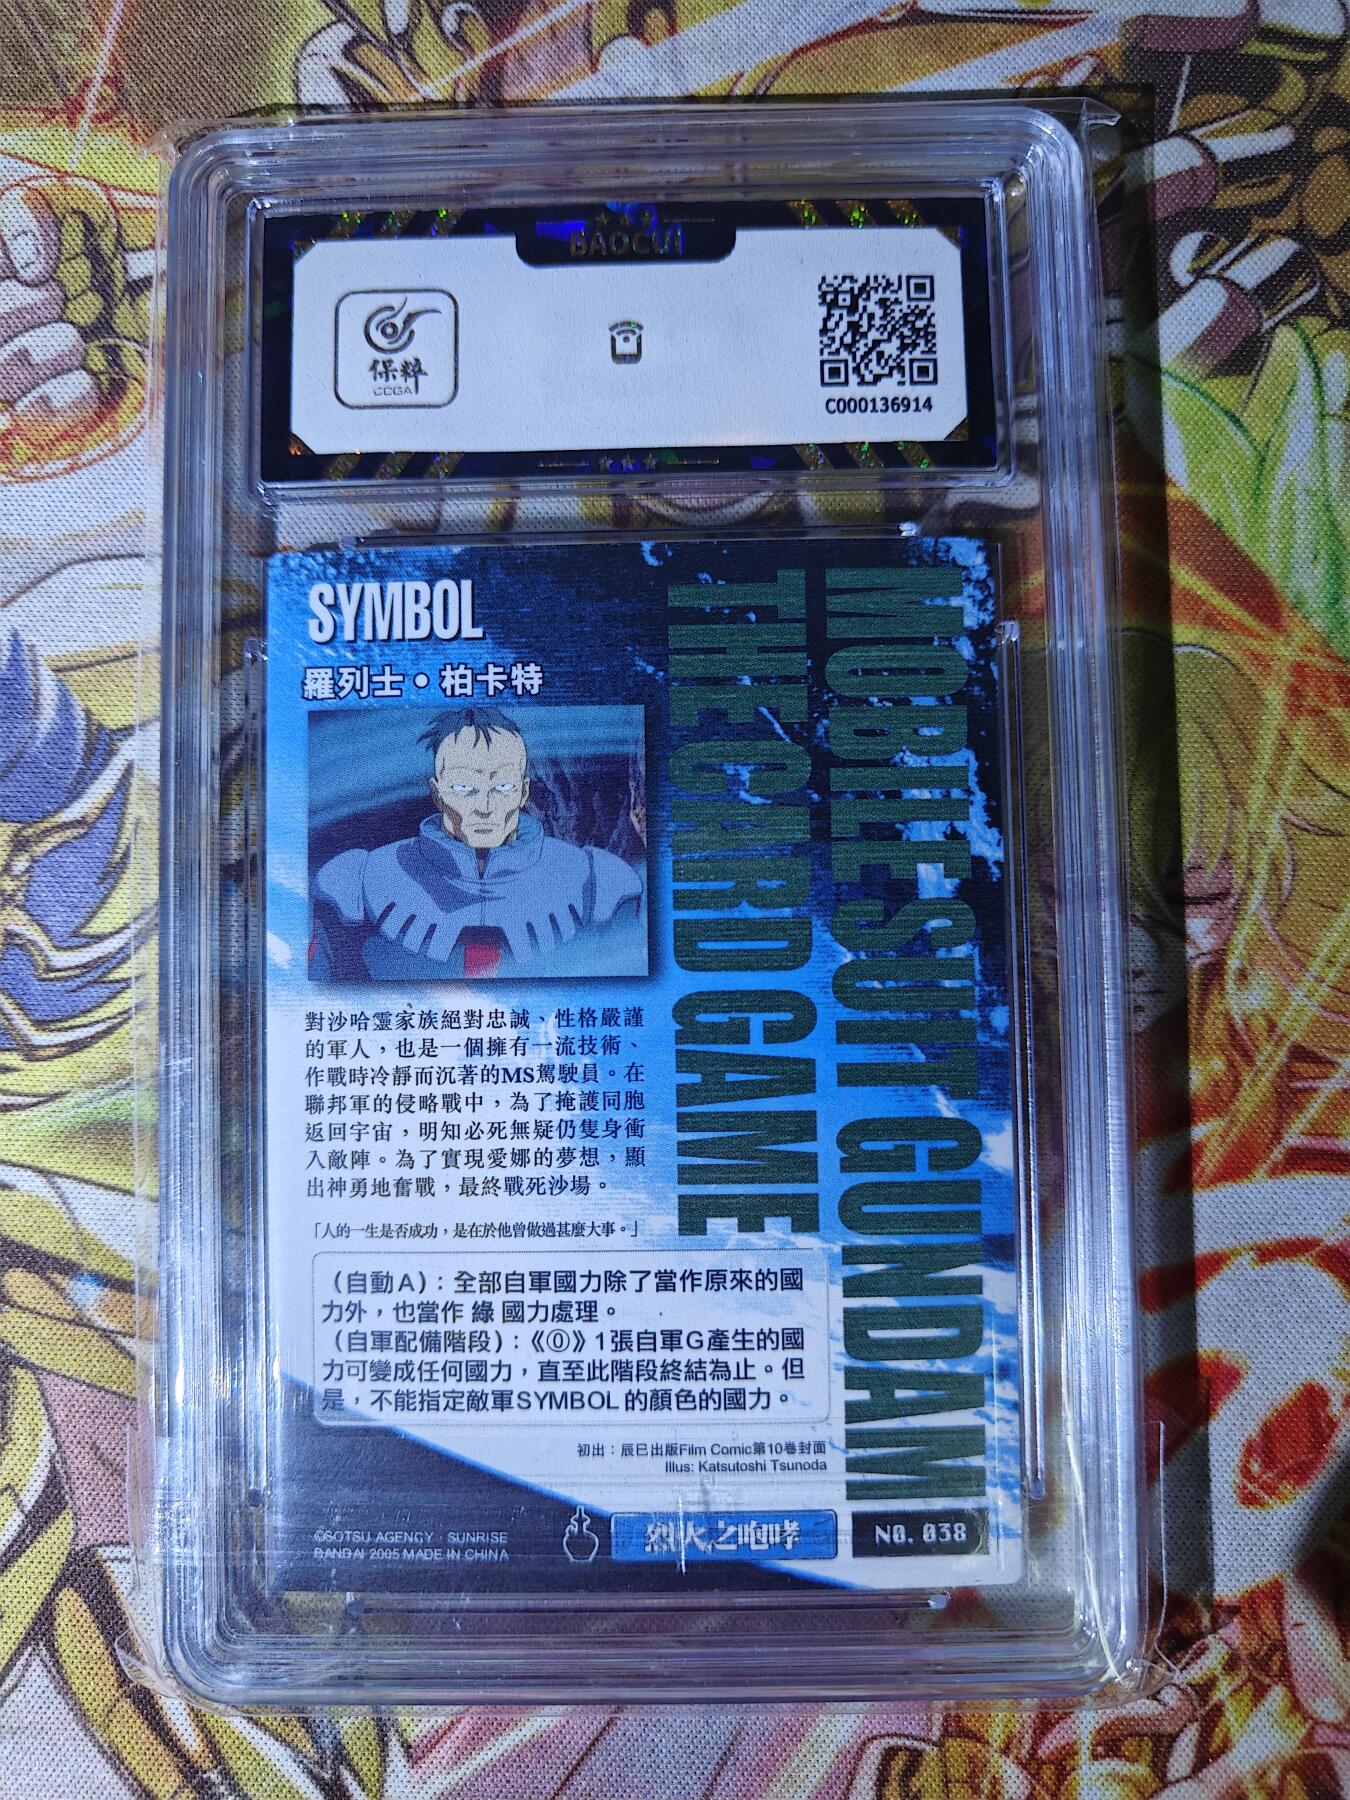 BAOCUI
保粹
CCGA
C000136914
SYMBOL
羅列士・柏卡特
MOBILE SUIT GUNDAM
THE CARD GAME
對沙哈靈家族絕對忠誠、性格嚴謹
的軍人，也是一個擁有一流技術、
作戰時冷靜而沉著的MS駕駛員。在
聯邦軍的侵略戰中，為了掩護同胞
返回宇宙，明知必死無疑仍隻身衝
入敵陣。為了實現愛娜的夢想，顯
出神勇地奮戰，最終戰死沙場。
「人的一生是否成功，是在於他曾做過甚麼大事。」
（自動A）：全部自軍國力除了當作原來的國
力外，也當作 綠 國力處理。
（自軍配備階段）：《⓪》1張自軍G產生的國
力可變成任何國力，直至此階段終結為止。但
是，不能指定敵軍SYMBOL的顏色的國力。
初出：辰巳出版Film Comic第10卷封面
Illus: Katsutoshi Tsunoda
©SOTSU AGENCY・SUNRISE
BANDAI 2005 MADE IN CHINA
烈火之咆哮
NO. 038